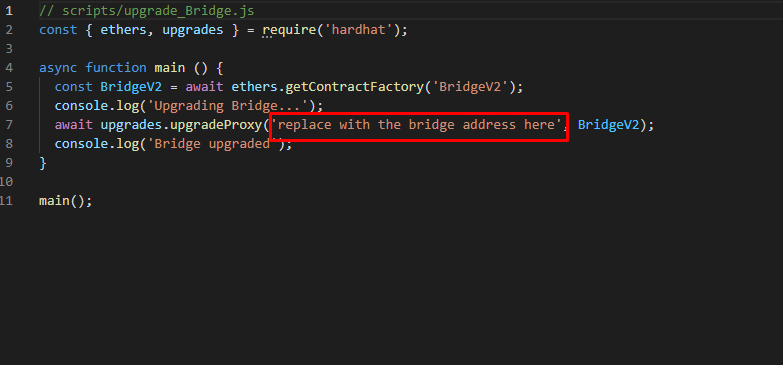 1 // scripts/upgrade_Bridge.js
2 const { ethers, upgrades } = require('hardhat');
3
4 async function main () {
5   const BridgeV2 = await ethers.getContractFactory('BridgeV2');
6   console.log('Upgrading Bridge...');
7   await upgrades.upgradeProxy('replace with the bridge address here', BridgeV2);
8   console.log('Bridge upgraded');
9 }
10
11 main();